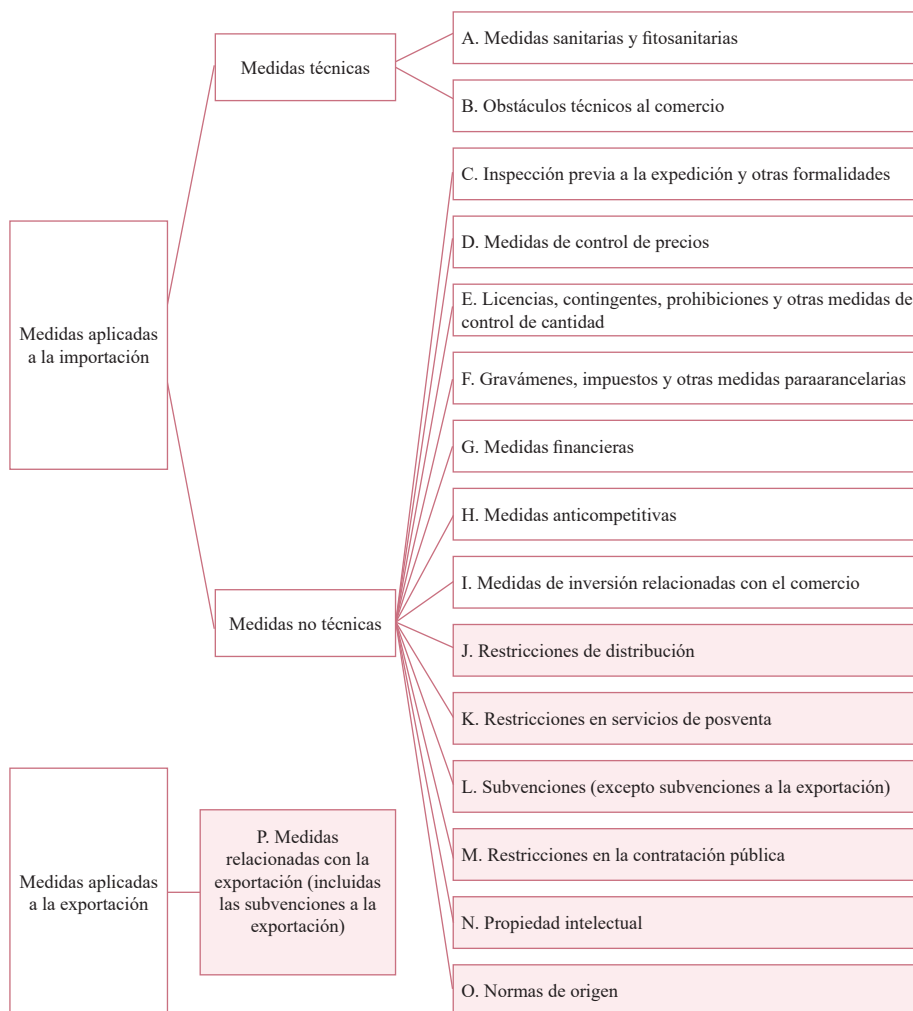 Medidas aplicadas
a la importación
Medidas técnicas
A. Medidas sanitarias y fitosanitarias
B. Obstáculos técnicos al comercio
Medidas no técnicas
C. Inspección previa a la expedición y otras formalidades
D. Medidas de control de precios
E. Licencias, contingentes, prohibiciones y otras medidas de
control de cantidad
F. Gravámenes, impuestos y otras medidas paraarancelarias
G. Medidas financieras
H. Medidas anticompetitivas
I. Medidas de inversión relacionadas con el comercio
J. Restricciones de distribución
K. Restricciones en servicios de posventa
L. Subvenciones (excepto subvenciones a la exportación)
M. Restricciones en la contratación pública
N. Propiedad intelectual
O. Normas de origen
Medidas aplicadas
a la exportación
P. Medidas
relacionadas con la
exportación (incluidas
las subvenciones a la
exportación)